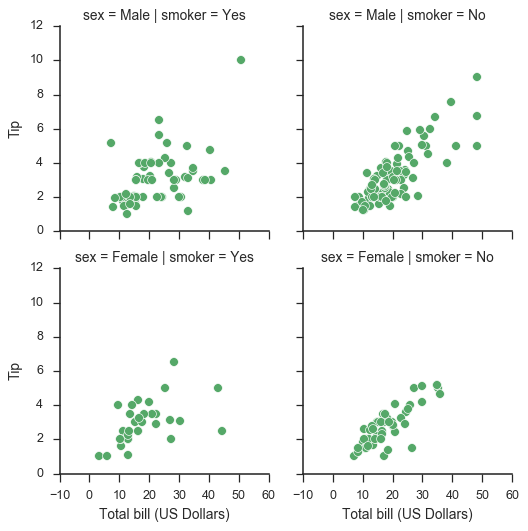 sex = Male | smoker = Yes
sex = Male | smoker = No
12
10
8
6
4
2
0
Tip
sex = Female | smoker = Yes
sex = Female | smoker = No
12
10
8
6
4
2
0
Tip
−10 0 10 20 30 40 50 60
−10 0 10 20 30 40 50 60
Total bill (US Dollars)
Total bill (US Dollars)